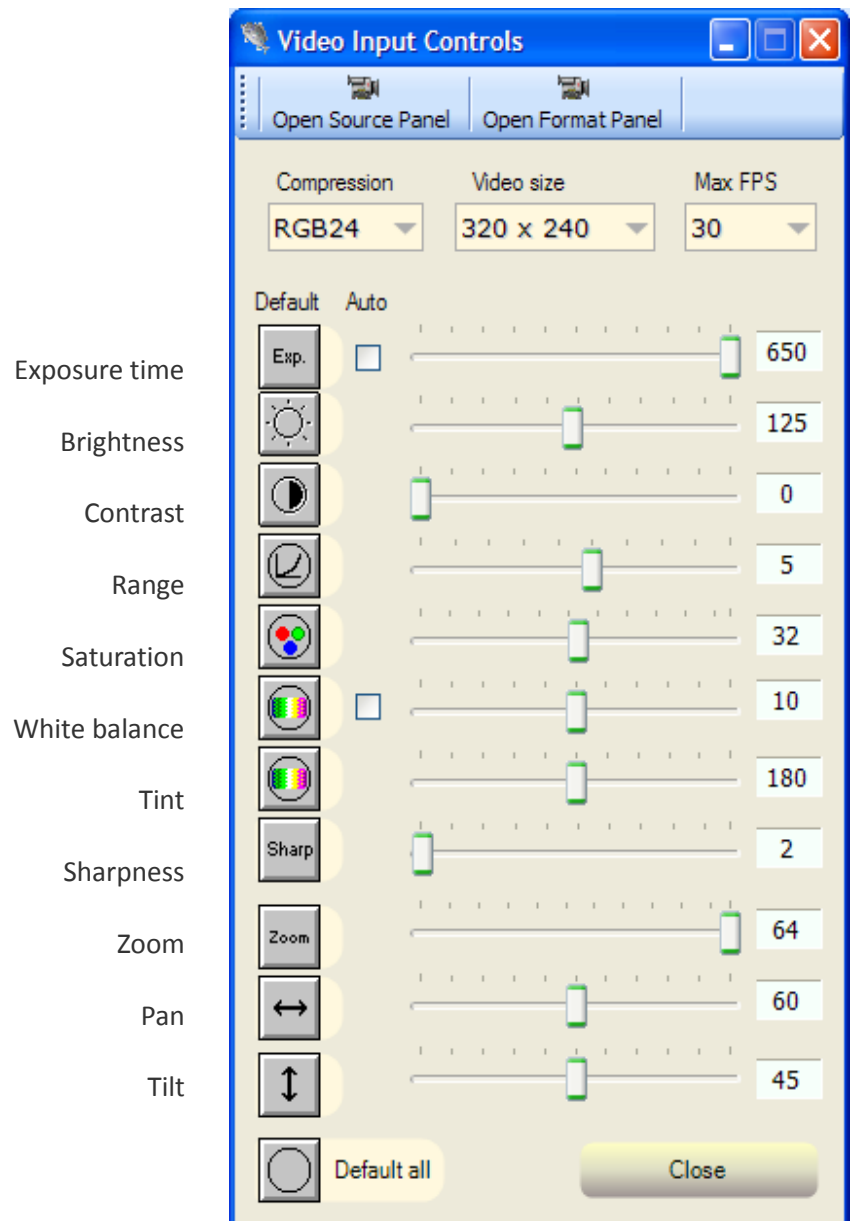 Video Input Controls
Open Source Panel Open Format Panel
Compression Video size Max FPS
RGB24 320 x 240 30
Default Auto
Exposure time Exp. 650
Brightness 125
Contrast 0
Range 5
Saturation 32
White balance 10
Tint 180
Sharpness Sharp 2
Zoom Zoom 64
Pan 60
Tilt 45
Default all Close